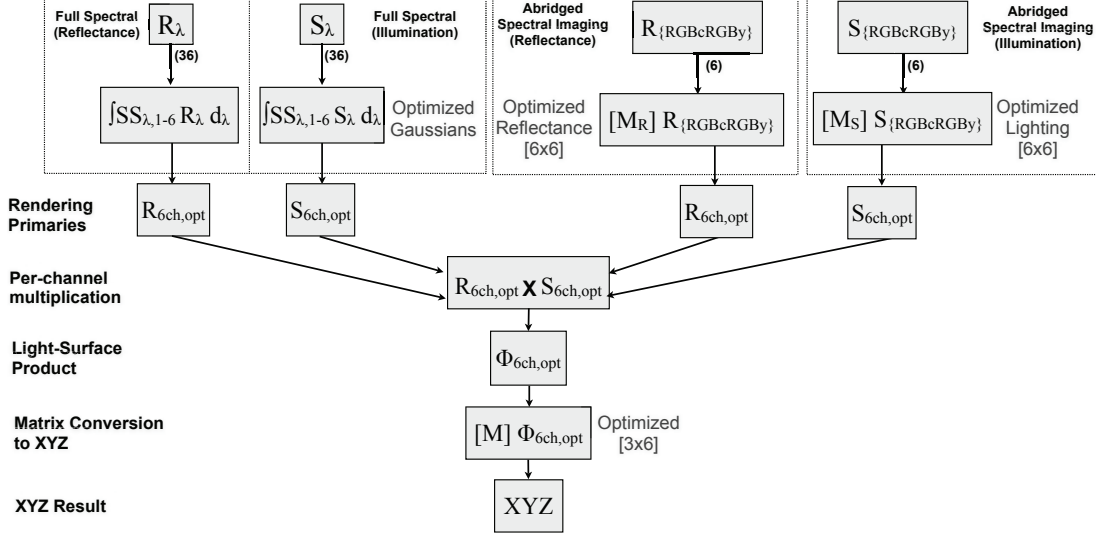 Full Spectral
(Reflectance)
Rλ
(36)
∫SSλ,1-6 Rλ dλ
Sλ
Full Spectral
(Illumination)
(36)
∫SSλ,1-6 Sλ dλ
Optimized
Gaussians
Abridged
Spectral Imaging
(Reflectance)
R{RGBcRGBy}
(6)
Optimized
Reflectance
[6x6]
[MR] R{RGBcRGBy}
S{RGBcRGBy}
Abridged
Spectral Imaging
(Illumination)
(6)
[MS] S{RGBcRGBy}
Optimized
Lighting
[6x6]
Rendering
Primaries
R6ch,opt
S6ch,opt
R6ch,opt
S6ch,opt
Per-channel
multiplication
R6ch,opt X S6ch,opt
Light-Surface
Product
Φ6ch,opt
Matrix Conversion
to XYZ
[M] Φ6ch,opt
Optimized
[3x6]
XYZ Result
XYZ